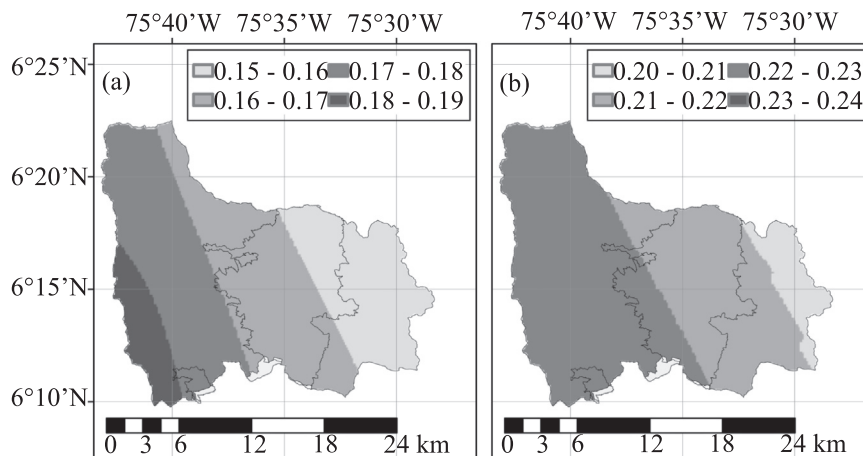 75°40’W 75°35’W 75°30’W 75°40’W 75°35’W 75°30’W
6°25’N
(a)
0.15 - 0.16 0.17 - 0.18
0.16 - 0.17 0.18 - 0.19
(b)
0.20 - 0.21 0.22 - 0.23
0.21 - 0.22 0.23 - 0.24
6°20’N
6°15’N
6°10’N
0 3 6 12 18 24 km
0 3 6 12 18 24 km